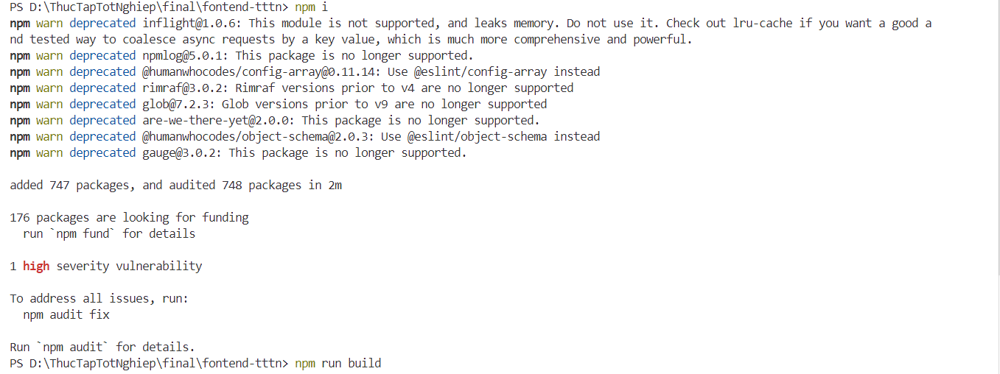 PS D:\ThucTapTotNghiep\final\fontend-tttn> npm i
npm warn deprecated inflight@1.0.6: This module is not supported, and leaks memory. Do not use it. Check out lru-cache if you want a good a
nd tested way to coalesce async requests by a key value, which is much more comprehensive and powerful.
npm warn deprecated npmlog@5.0.1: This package is no longer supported.
npm warn deprecated @humanwhocodes/config-array@0.11.14: Use @eslint/config-array instead
npm warn deprecated rimraf@3.0.2: Rimraf versions prior to v4 are no longer supported
npm warn deprecated glob@7.2.3: Glob versions prior to v9 are no longer supported
npm warn deprecated are-we-there-yet@2.0.0: This package is no longer supported.
npm warn deprecated @humanwhocodes/object-schema@2.0.3: Use @eslint/object-schema instead
npm warn deprecated gauge@3.0.2: This package is no longer supported.
added 747 packages, and audited 748 packages in 2m
176 packages are looking for funding
run `npm fund` for details
1 high severity vulnerability
To address all issues, run:
npm audit fix
Run `npm audit` for details.
PS D:\ThucTapTotNghiep\final\fontend-tttn> npm run build